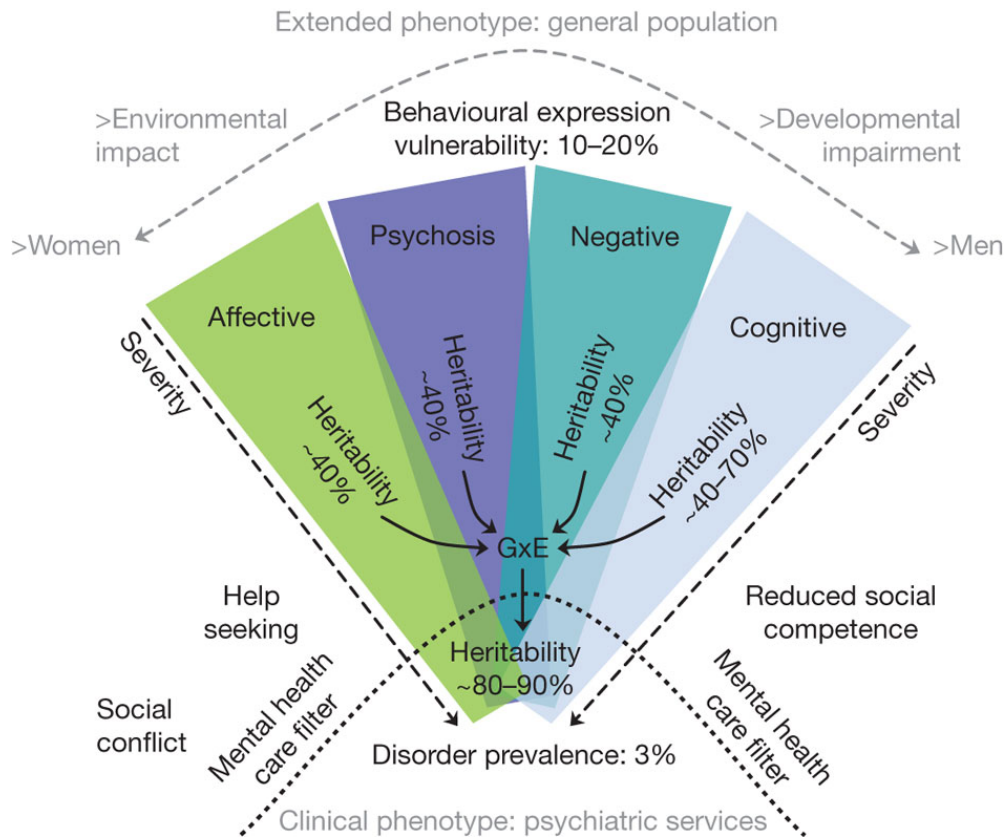 Extended phenotype: general population
>Environmental
impact
Behavioural expression
vulnerability: 10–20%
>Developmental
impairment
>Women
>Men
Affective
Psychosis
Negative
Cognitive
Severity
Severity
Heritability
~40%
Heritability
~40%
Heritability
~40%
Heritability
~40–70%
GxE
Help
seeking
Reduced social
competence
Heritability
~80–90%
Social
conflict
Mental health
care filter
Mental health
care filter
Disorder prevalence: 3%
Clinical phenotype: psychiatric services